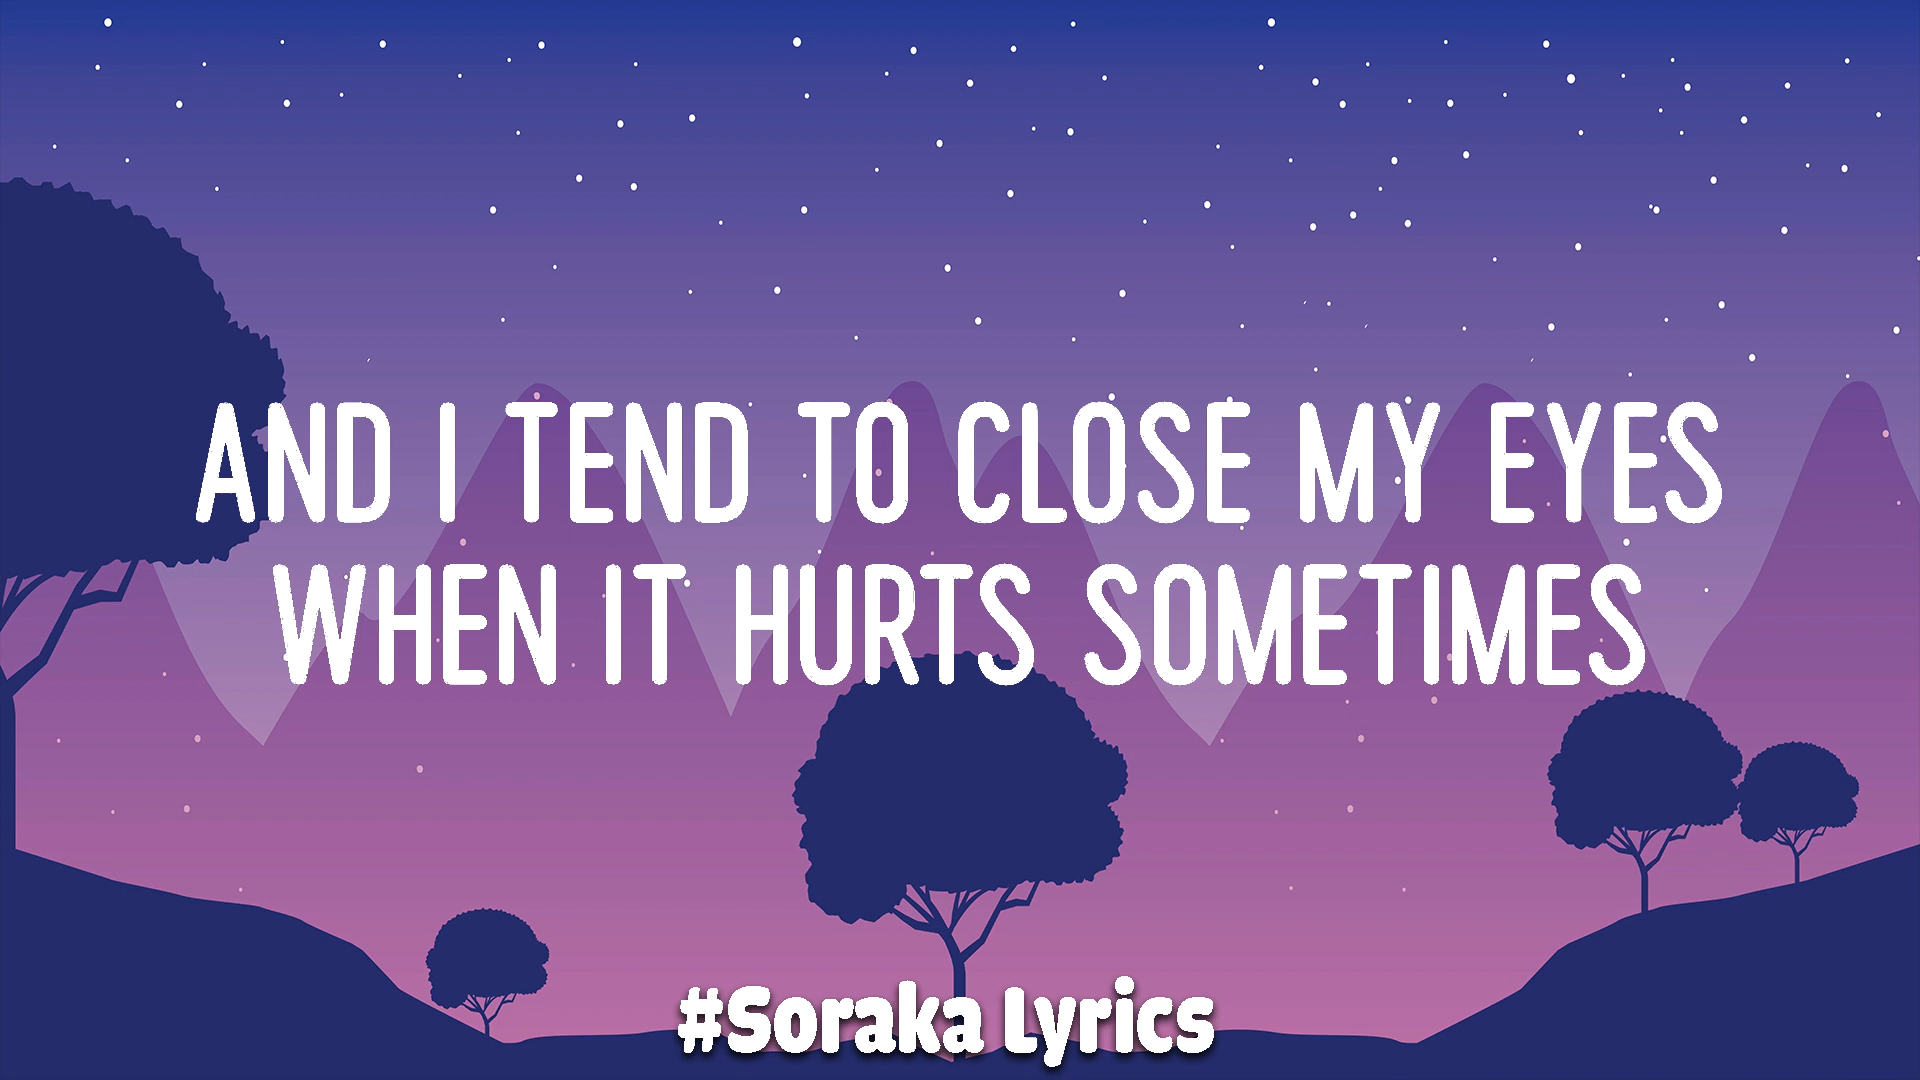 AND I TEND TO CLOSE MY EYES
WHEN IT HURTS SOMETIMES
#Soraka Lyrics